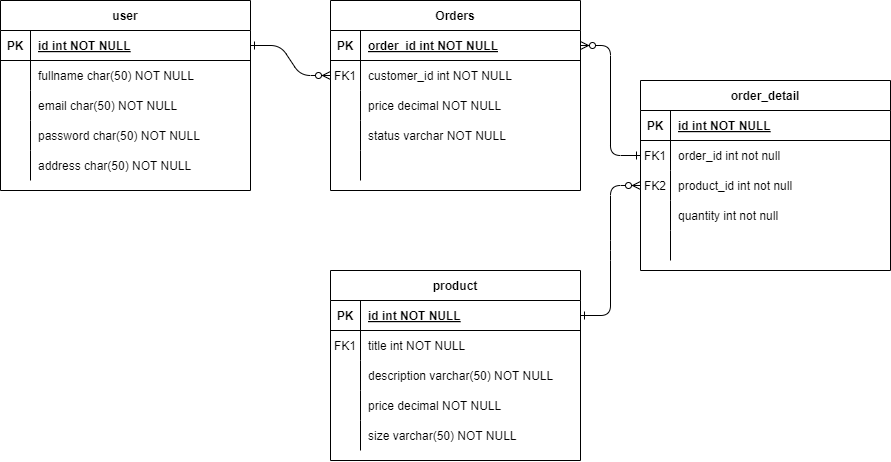 user
PK id int NOT NULL
fullname char(50) NOT NULL
email char(50) NOT NULL
password char(50) NOT NULL
address char(50) NOT NULL
Orders
PK order_id int NOT NULL
FK1 customer_id int NOT NULL
price decimal NOT NULL
status varchar NOT NULL
order_detail
PK id int NOT NULL
FK1 order_id int not null
FK2 product_id int not null
quantity int not null
product
PK id int NOT NULL
FK1 title int NOT NULL
description varchar(50) NOT NULL
price decimal NOT NULL
size varchar(50) NOT NULL